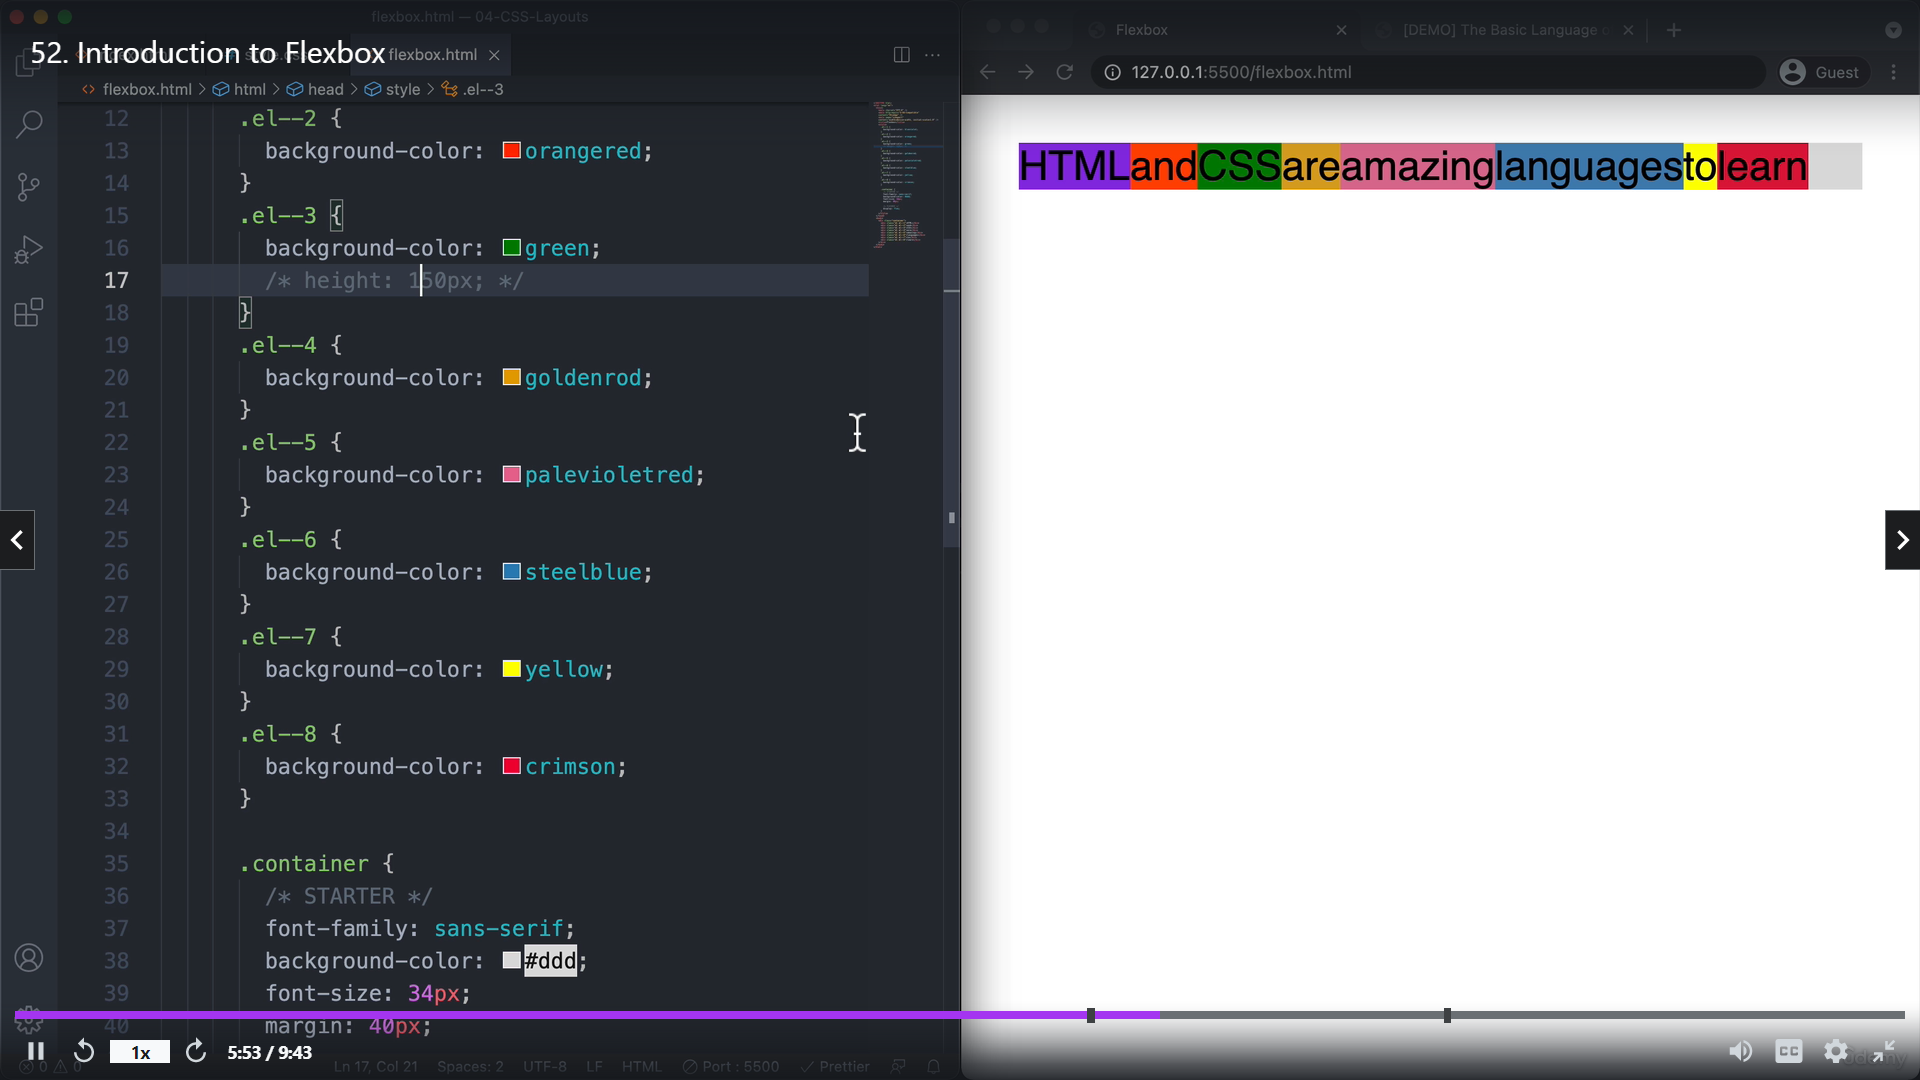 flexbox.html — 04-CSS-Layouts
52. Introduction to Flexbox
flexbox.html
flexbox.html > html > head > style > .el--3
12 .el--2 {
13 background-color: orangered;
14 }
15 .el--3 {
16 background-color: green;
17 /* height: 150px; */
18 }
19 .el--4 {
20 background-color: goldenrod;
21 }
22 .el--5 {
23 background-color: palevioletred;
24 }
25 .el--6 {
26 background-color: steelblue;
27 }
28 .el--7 {
29 background-color: yellow;
30 }
31 .el--8 {
32 background-color: crimson;
33 }
34
35 .container {
36 /* STARTER */
37 font-family: sans-serif;
38 background-color: #ddd;
39 font-size: 34px;
40 margin: 40px;
1x
5:53 / 9:43
0 0
Ln 17, Col 21 Spaces: 2 UTF-8 LF HTML Port : 5500 Prettier
Flexbox
[DEMO] The Basic Language
127.0.0.1:5500/flexbox.html
Guest
HTMLandCSSareamazinglanguagestolearn
CC
udemy